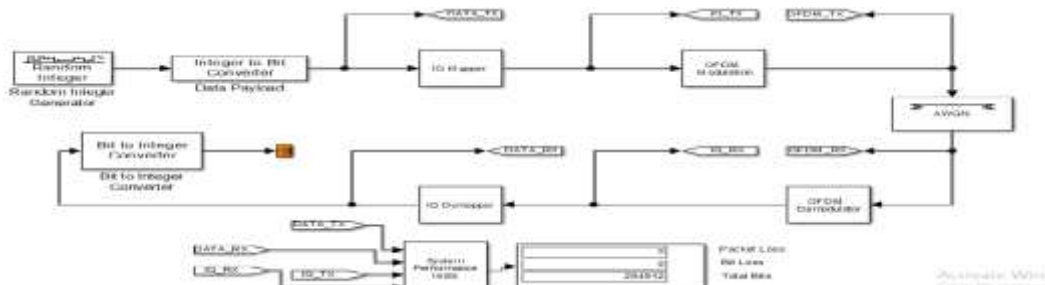 DATA_TX
IQ_TX
OFDM_TX
Random
Integer
Random Integer
Generator
Integer to Bit
Converter
Data Payload
IQ Mapper
OFDM
Modulation
AWGN
Bit to Integer
Converter
Bit to Integer
Converter
DATA_RX
IQ_RX
OFDM_RX
IQ Demapper
OFDM
Demodulator
DATA_TX
DATA_RX
IQ_RX
IQ_TX
System
Performance
0
0
Packet Loss
Bit Loss
Total Bits